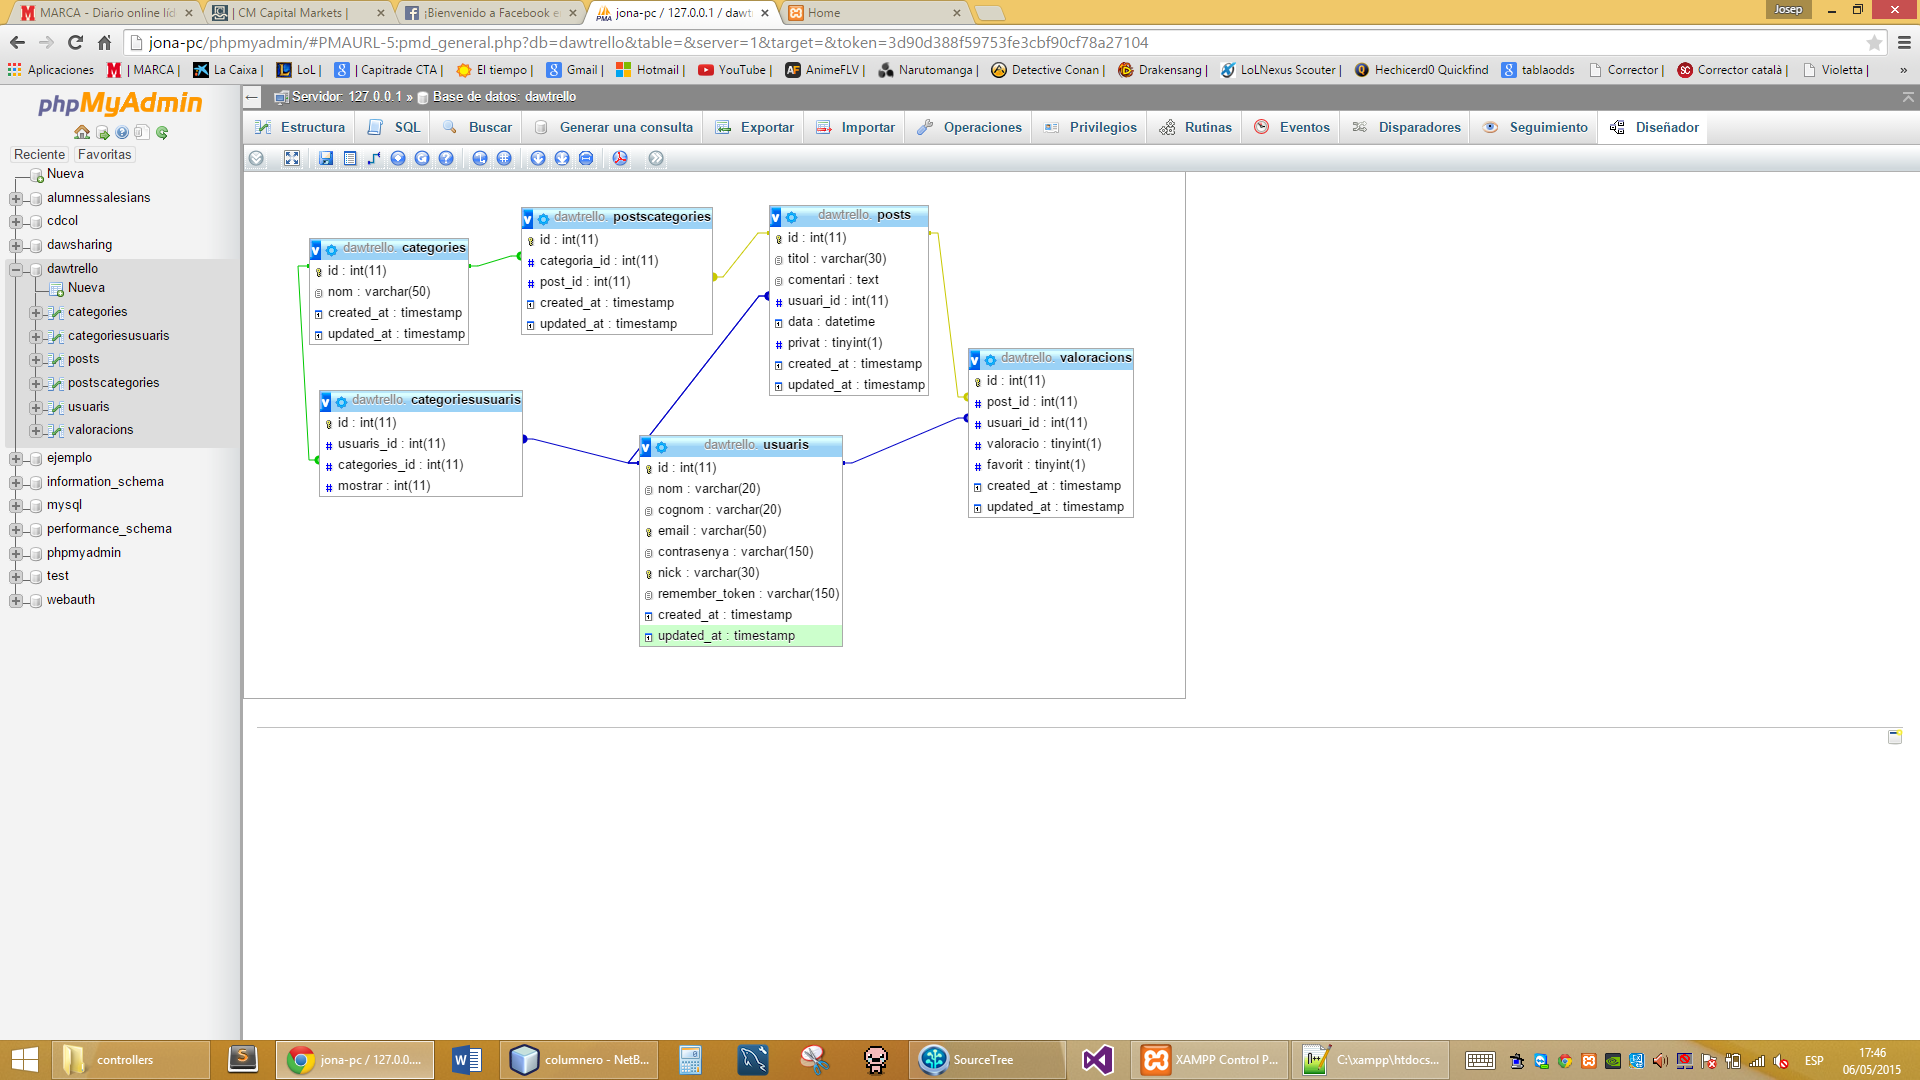 MARCA - Diario online líd
| CM Capital Markets |
¡Bienvenido a Facebook e
jona-pc / 127.0.0.1 / dawt
Home
Josep
jona-pc/phpmyadmin/#PMAURL-5:pmd_general.php?db=dawtrello&table=&server=1&target=&token=3d90d388f59753fe3cbf90cf78a27104
Aplicaciones
| MARCA |
La Caixa |
LoL |
| Capitrade CTA |
El tiempo |
Gmail |
Hotmail |
YouTube |
AnimeFLV |
Narutomanga |
Detective Conan |
Drakensang |
LoLNexus Scouter |
Hechicerd0 Quickfind
tablaodds
Corrector |
Corrector català |
Violetta |
»
phpMyAdmin
Reciente
Favoritas
Nueva
alumnessalesians
cdcol
dawsharing
dawtrello
Nueva
categories
categoriesusuaris
posts
postscategories
usuaris
valoracions
ejemplo
information_schema
mysql
performance_schema
phpmyadmin
test
webauth
Servidor: 127.0.0.1 » Base de datos: dawtrello
Estructura
SQL
Buscar
Generar una consulta
Exportar
Importar
Operaciones
Privilegios
Rutinas
Eventos
Disparadores
Seguimiento
Diseñador
dawtrello. categories
id : int(11)
nom : varchar(50)
created_at : timestamp
updated_at : timestamp
dawtrello. postscategories
id : int(11)
categoria_id : int(11)
post_id : int(11)
created_at : timestamp
updated_at : timestamp
dawtrello. posts
id : int(11)
titol : varchar(30)
comentari : text
usuari_id : int(11)
data : datetime
privat : tinyint(1)
created_at : timestamp
updated_at : timestamp
dawtrello. valoracions
id : int(11)
post_id : int(11)
usuari_id : int(11)
valoracio : tinyint(1)
favorit : tinyint(1)
created_at : timestamp
updated_at : timestamp
dawtrello. categoriesusuaris
id : int(11)
usuaris_id : int(11)
categories_id : int(11)
mostrar : int(11)
dawtrello. usuaris
id : int(11)
nom : varchar(20)
cognom : varchar(20)
email : varchar(50)
contrasenya : varchar(150)
nick : varchar(30)
remember_token : varchar(150)
created_at : timestamp
updated_at : timestamp
controllers
jona-pc / 127.0.0....
columnero - NetB...
SourceTree
XAMPP Control P...
C:\xampp\htdocs...
ESP
17:46
06/05/2015